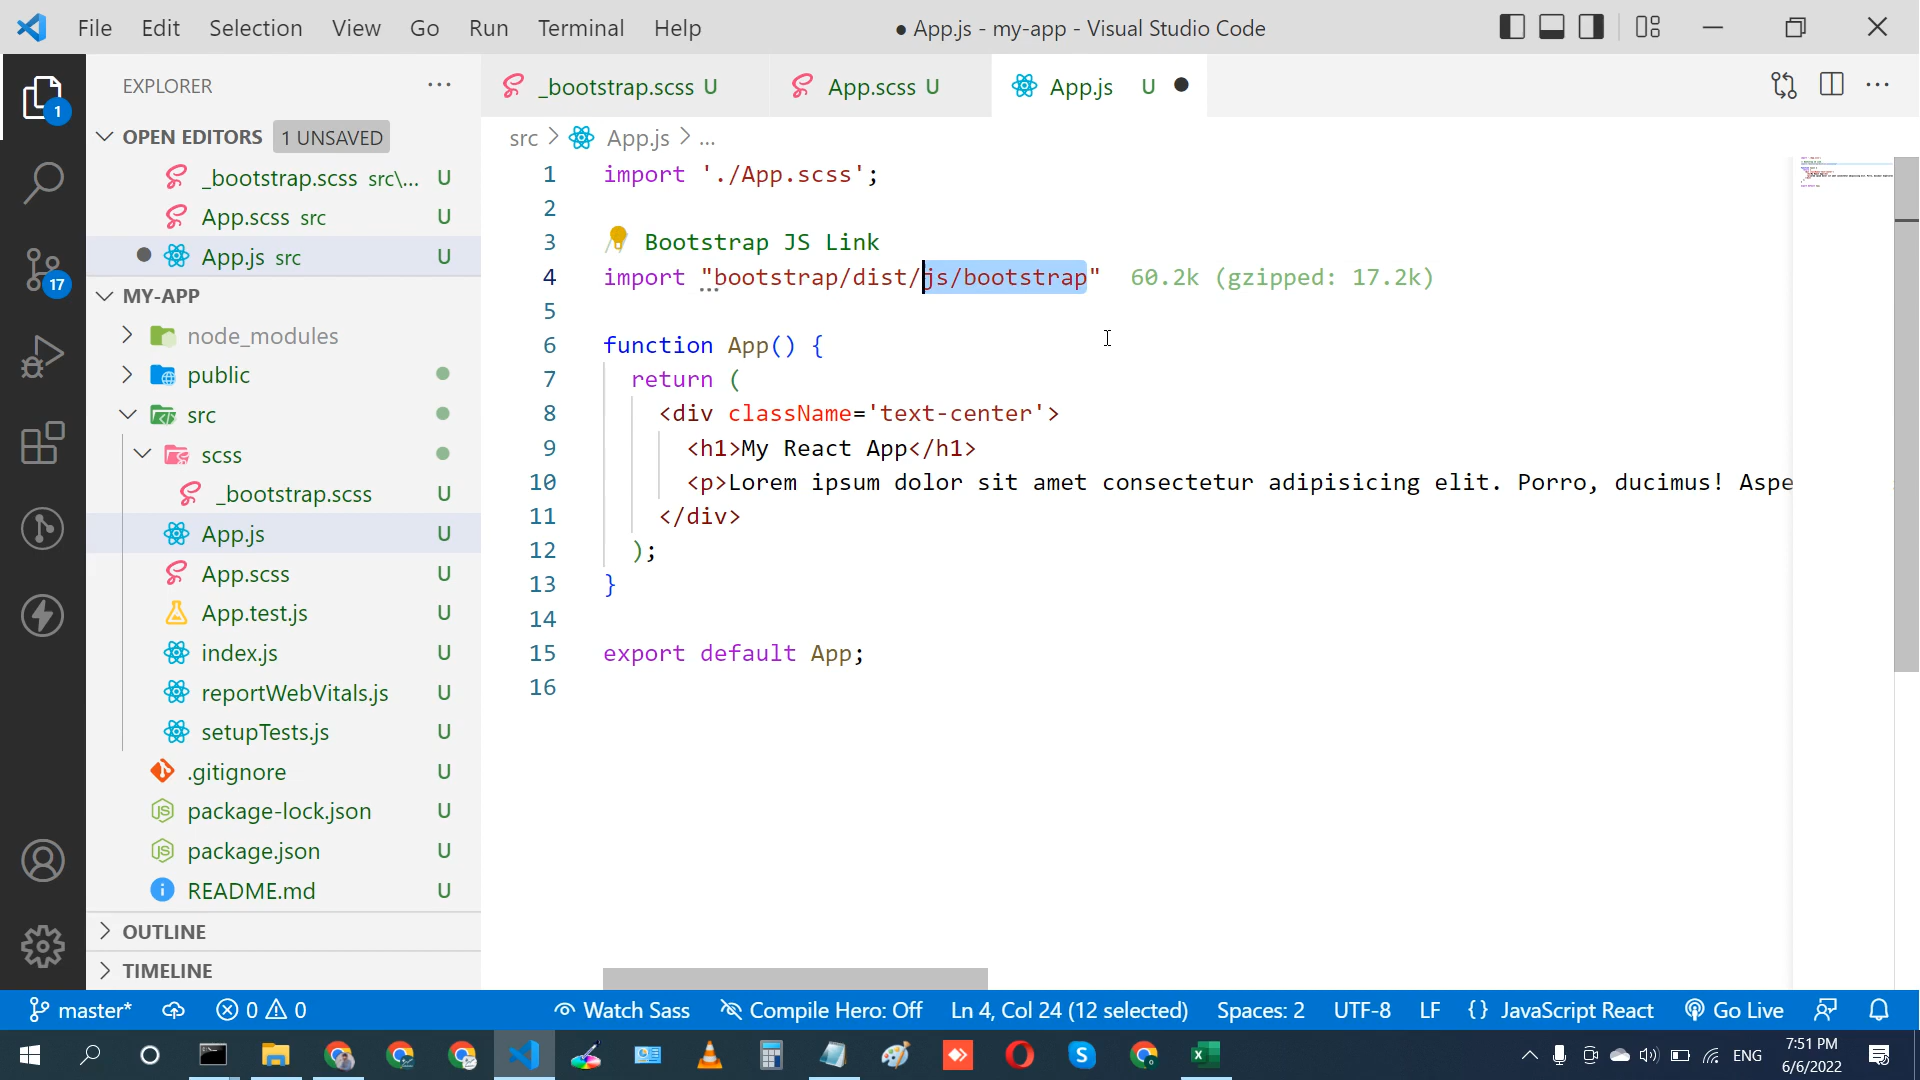 File Edit Selection View Go Run Terminal Help
● App.js - my-app - Visual Studio Code
EXPLORER
1
_bootstrap.scss U
App.scss U
App.js U ●
OPEN EDITORS 1 UNSAVED
_bootstrap.scss src\... U
App.scss src U
App.js src U
17
MY-APP
node_modules
public
src
scss
_bootstrap.scss U
App.js U
App.scss U
App.test.js U
index.js U
reportWebVitals.js U
setupTests.js U
.gitignore U
package-lock.json U
package.json U
README.md U
OUTLINE
TIMELINE
src > App.js > ...
1 import './App.scss';
2
3 Bootstrap JS Link
4 import "bootstrap/dist/js/bootstrap" 60.2k (gzipped: 17.2k)
5
6 function App() {
7 return (
8 <div className='text-center'>
9 <h1>My React App</h1>
10 <p>Lorem ipsum dolor sit amet consectetur adipisicing elit. Porro, ducimus! Aspe
11 </div>
12 );
13 }
14
15 export default App;
16
master* 0 0 Watch Sass Compile Hero: Off Ln 4, Col 24 (12 selected) Spaces: 2 UTF-8 LF {} JavaScript React Go Live
ENG
7:51 PM
6/6/2022